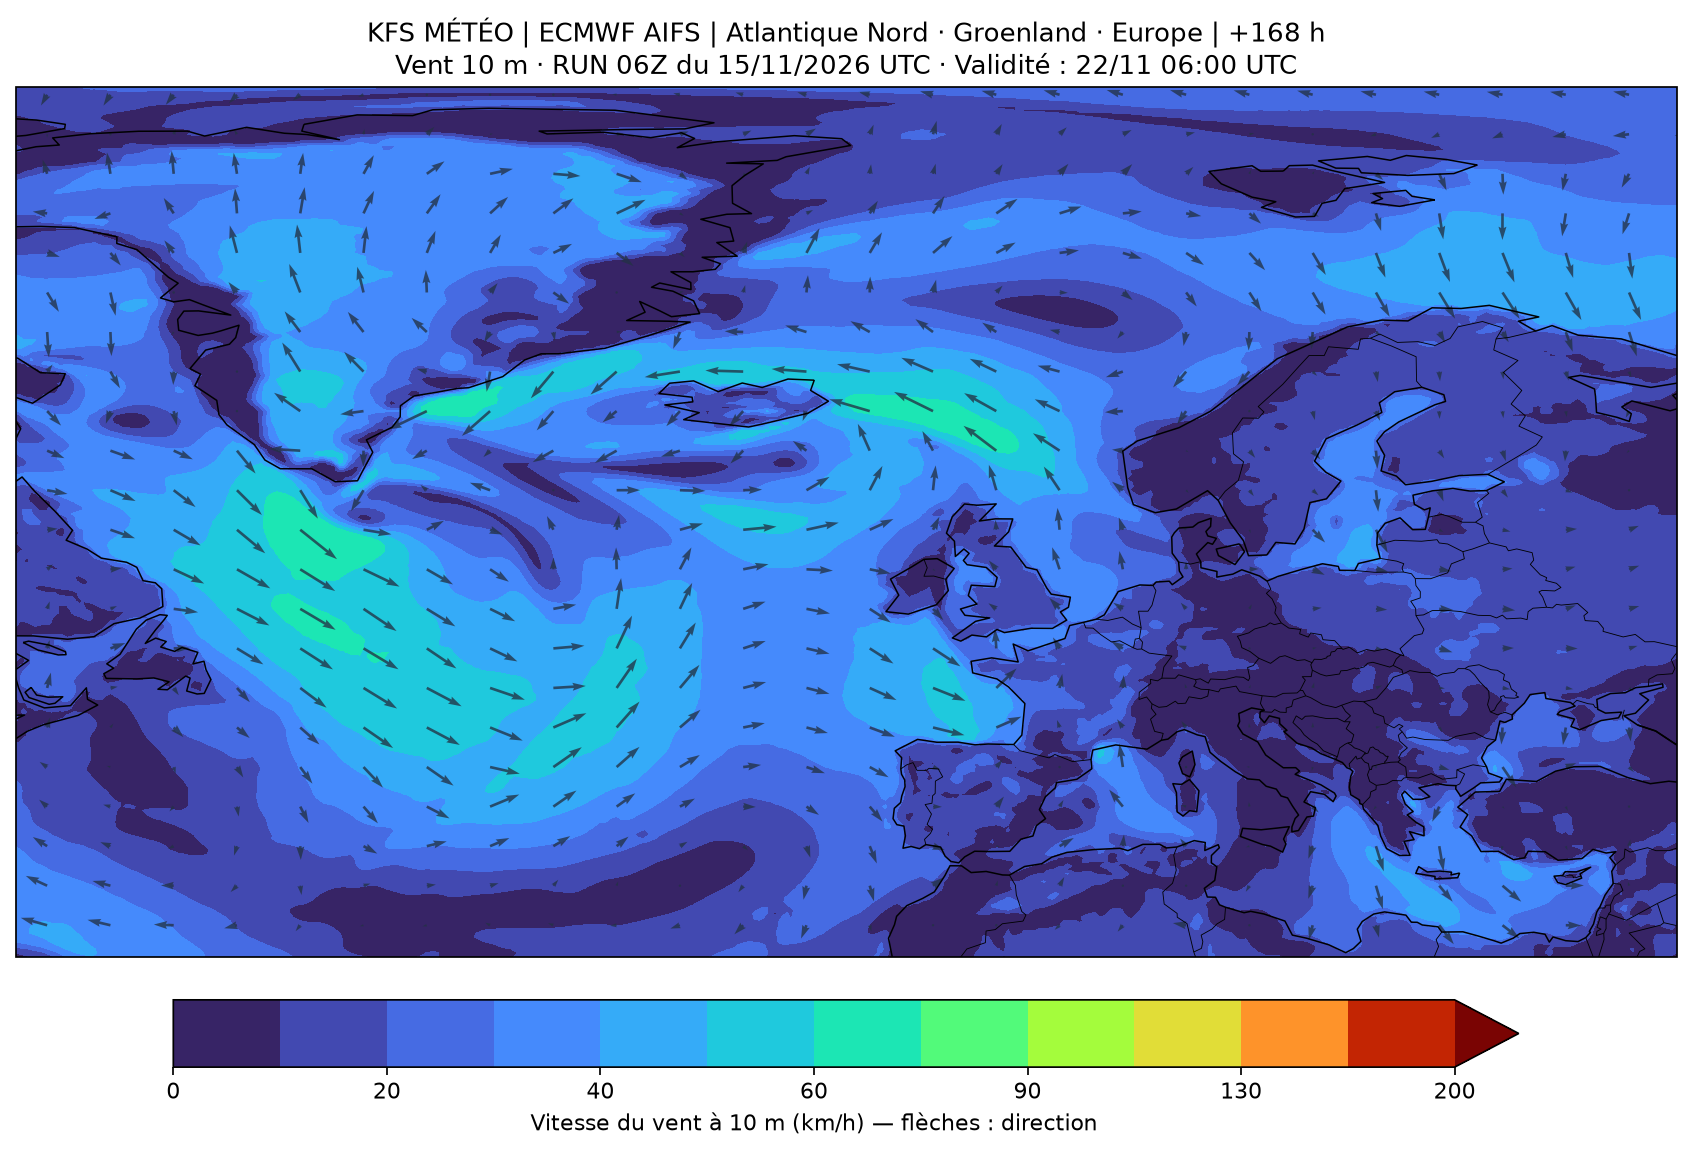 KFS MÉTÉO | ECMWF AIFS | Atlantique Nord · Groenland · Europe | +168 h
Vent 10 m · RUN 06Z du 15/11/2026 UTC · Validité : 22/11 06:00 UTC
0 20 40 60 90 130 200
Vitesse du vent à 10 m (km/h) — flèches : direction